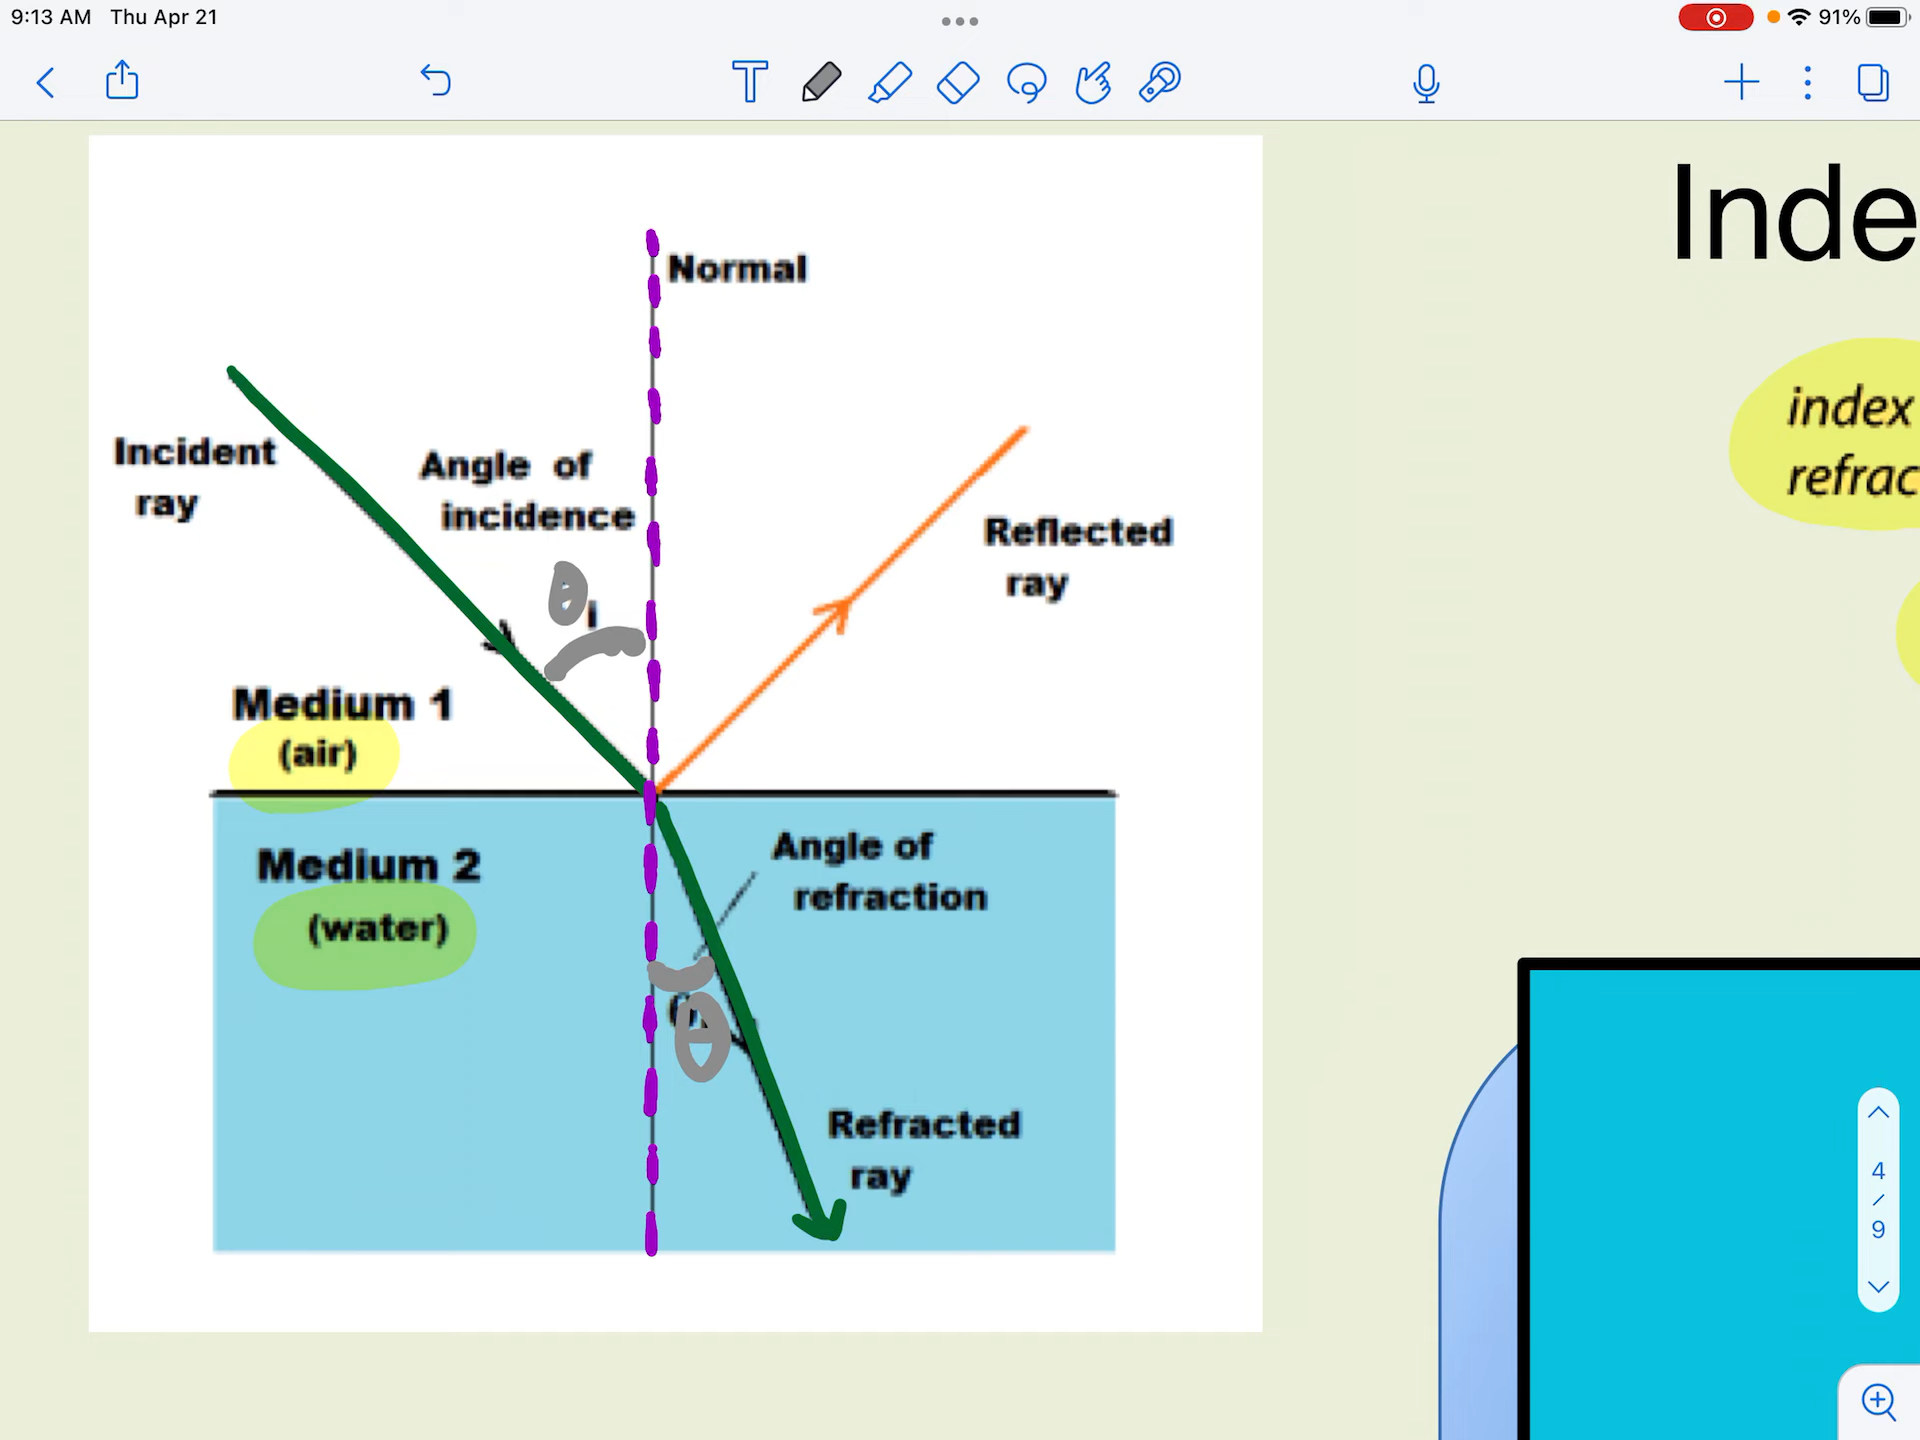 9:13 AM Thu Apr 21
91%
T
Inde
Normal
index
refrac
Incident
ray
Angle of
incidence
θi
Reflected
ray
Medium 1
(air)
Medium 2
(water)
Angle of
refraction
θ
Refracted
ray
4
/
9